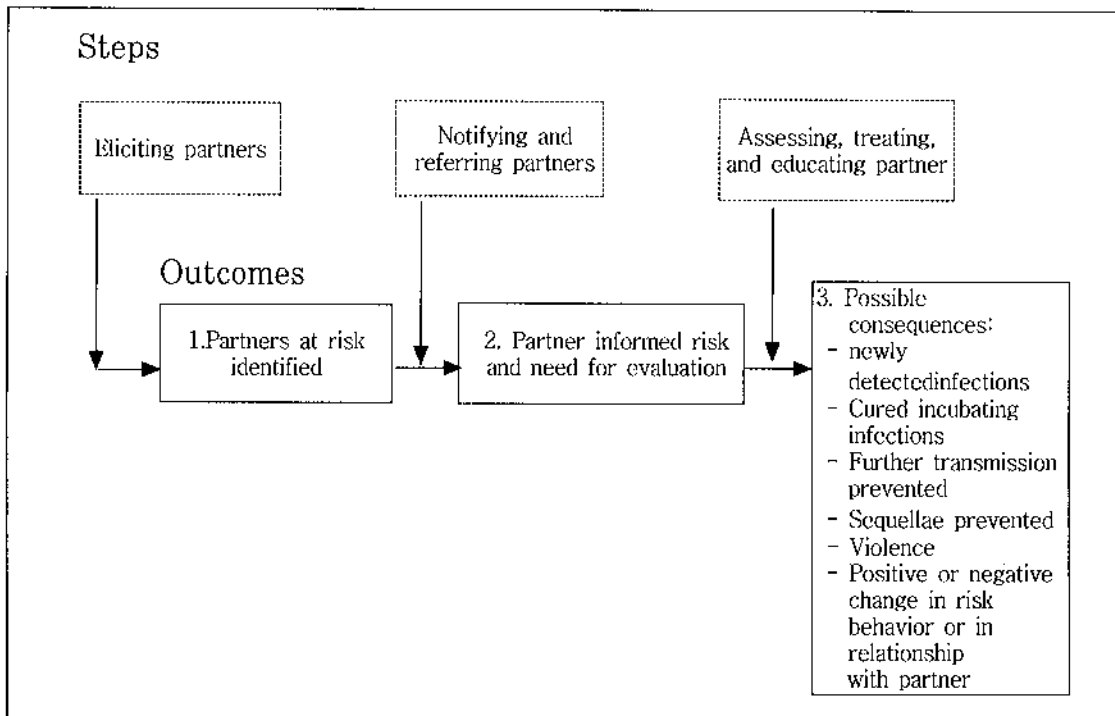 Steps
Eliciting partners
Notifying and
referring partners
Assessing, treating,
and educating partner
Outcomes
1.Partners at risk
identified
2. Partner informed risk
and need for evaluation
3. Possible
consequences:
- newly
detectedinfections
- Cured incubating
infections
- Further transmission
prevented
- Sequellae prevented
- Violence
- Positive or negative
change in risk
behavior or in
relationship
with partner